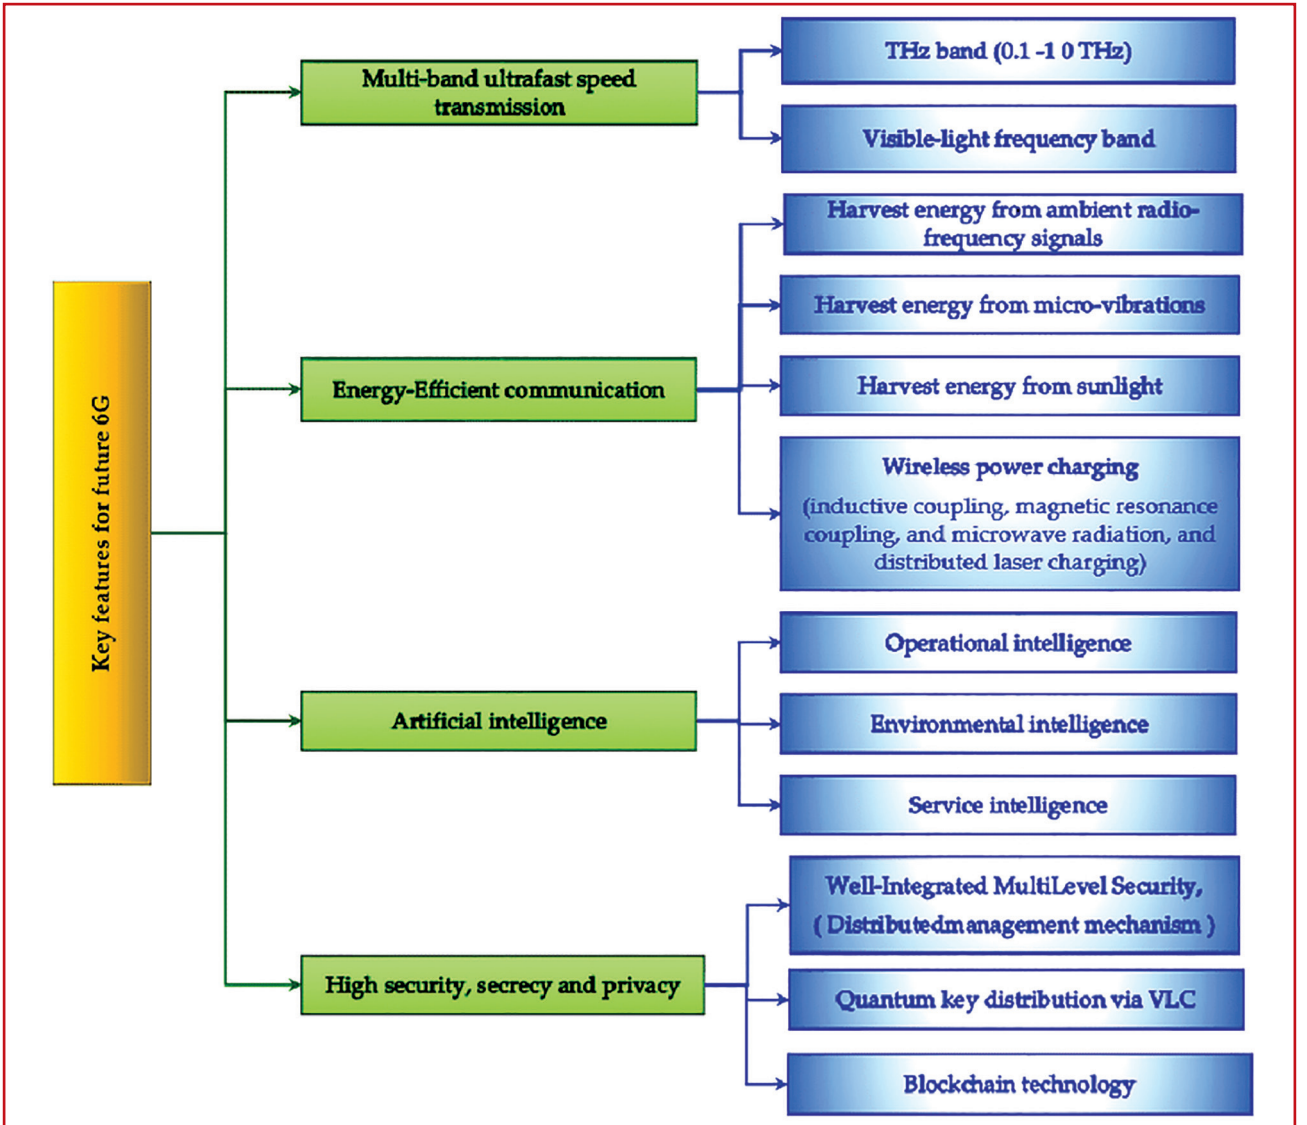 Key features for future 6G
Multi-band ultrafast speed
transmission
THz band (0.1 -1 0 THz)
Visible-light frequency band
Energy-Efficient communication
Harvest energy from ambient radio-
frequency signals
Harvest energy from micro-vibrations
Harvest energy from sunlight
Wireless power charging
(inductive coupling, magnetic resonance
coupling, and microwave radiation, and
distributed laser charging)
Artificial intelligence
Operational intelligence
Environmental intelligence
Service intelligence
High security, secrecy and privacy
Well-Integrated MultiLevel Security,
( Distributedmanagement mechanism )
Quantum key distribution via VLC
Blockchain technology